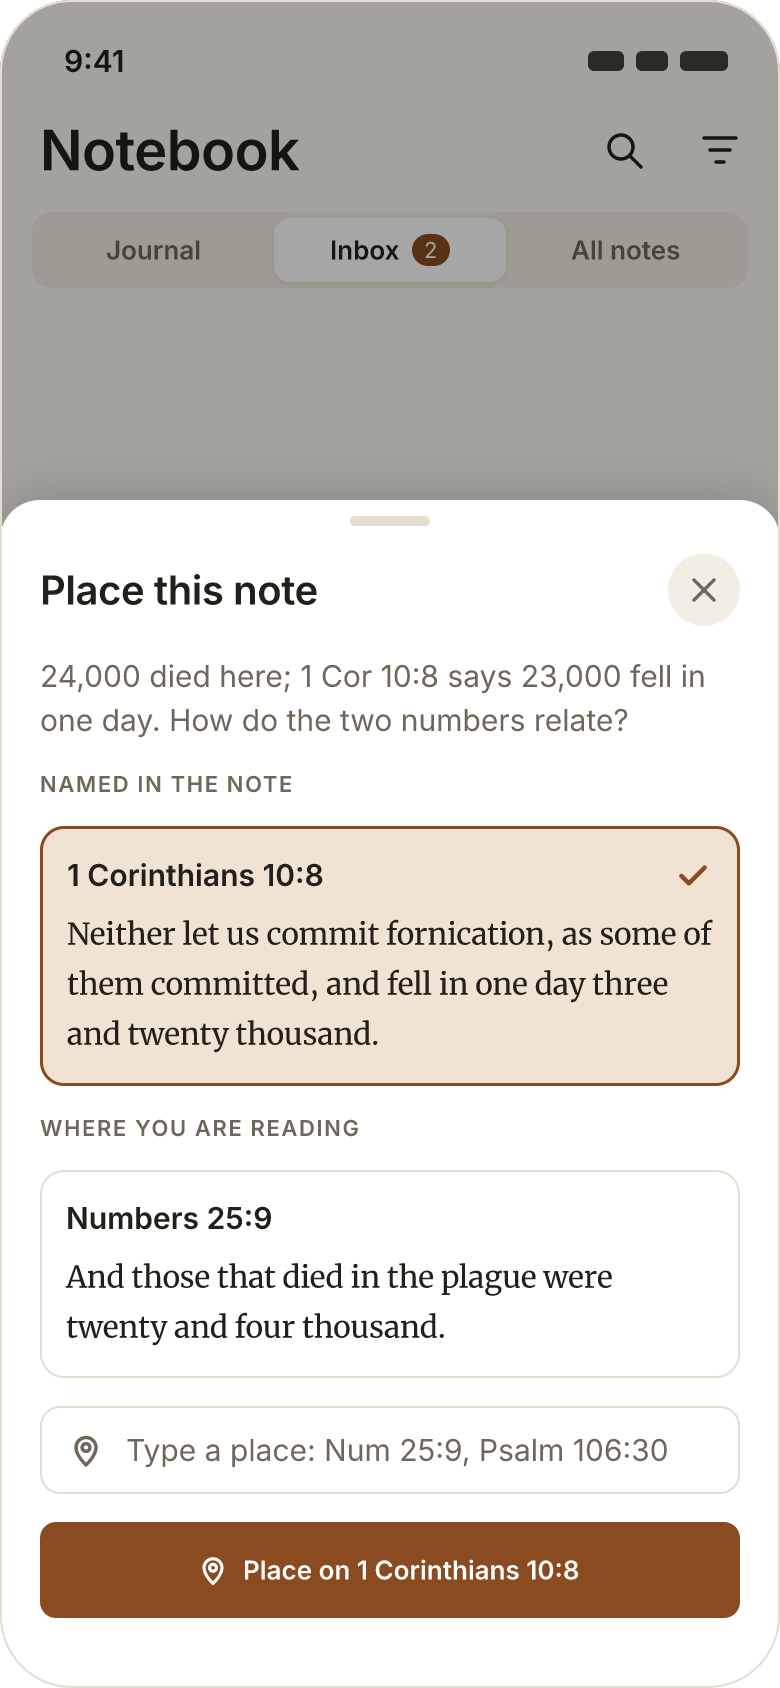 9:41
Notebook
Journal
Inbox 2
All notes
Place this note
24,000 died here; 1 Cor 10:8 says 23,000 fell in
one day. How do the two numbers relate?
NAMED IN THE NOTE
1 Corinthians 10:8
Neither let us commit fornication, as some of
them committed, and fell in one day three
and twenty thousand.
WHERE YOU ARE READING
Numbers 25:9
And those that died in the plague were
twenty and four thousand.
Type a place: Num 25:9, Psalm 106:30
Place on 1 Corinthians 10:8